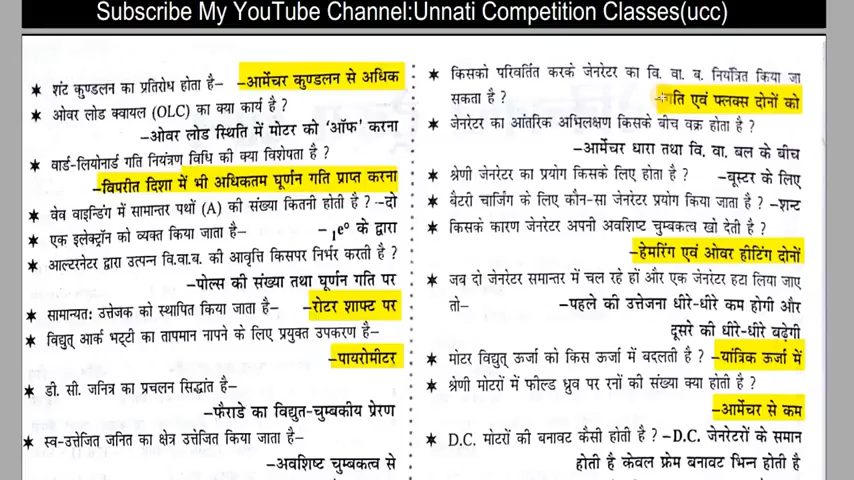 Subscribe My YouTube Channel:Unnati Competition Classes(ucc)
★ शंट कुण्डलन का प्रतिरोध होता है- –आर्मेचर कुण्डलन से अधिक
★ ओवर लोड क्वायल (OLC) का क्या कार्य है ?
–ओवर लोड स्थिति में मोटर को 'ऑफ' करना
★ वार्ड-लियोनार्ड गति नियंत्रण विधि की क्या विशेषता है ?
–विपरीत दिशा में भी अधिकतम घूर्णन गति प्राप्त करना
★ वेव वाइन्डिंग में सामान्तर पथों (A) की संख्या कितनी होती है ? -दो
★ एक इलेक्ट्रॉन को व्यक्त किया जाता है– – ₁e⁰ के द्वारा
★ आल्टरनेटर द्वारा उत्पन्न वि.वा.ब. की आवृत्ति किसपर निर्भर करती है ?
–पोल्स की संख्या तथा घूर्णन गति पर
★ सामान्यत: उत्तेजक को स्थापित किया जाता है– –रोटर शाफ्ट पर
★ विद्युत् आर्क भट्टी का तापमान नापने के लिए प्रयुक्त उपकरण है–
–पायरोमीटर
★ डी. सी. जनित्र का प्रचलन सिद्धांत है–
–फैराडे का विद्युत-चुम्बकीय प्रेरण
★ स्व-उत्तेजित जनित का क्षेत्र उत्तेजित किया जाता है–
–अवशिष्ट चुम्बकत्व से
★ किसको परिवर्तित करके जेनरेटर का वि. वा. ब. नियंत्रित किया जा
सकता है ? –गति एवं फ्लक्स दोनों को
★ जेनरेटर का आंतरिक अभिलक्षण किसके बीच वक्र होता है ?
–आर्मेचर धारा तथा वि. वा. बल के बीच
★ श्रेणी जेनरेटर का प्रयोग किसके लिए होता है ? –बूस्टर के लिए
★ बैटरी चार्जिंग के लिए कौन-सा जेनरेटर प्रयोग किया जाता है ? –शन्ट
★ किसके कारण जेनरेटर अपनी अवशिष्ट चुम्बकत्व खो देती है ?
–हेमरिंग एवं ओवर हीटिंग दोनों
★ जब दो जेनरेटर समान्तर में चल रहे हों और एक जेनरेटर हटा लिया जाए
तो– –पहले की उत्तेजना धीरे-धीरे कम होगी और
दूसरे की धीरे-धीरे बढ़ेगी
★ मोटर विद्युत् ऊर्जा को किस ऊर्जा में बदलती है ? –यांत्रिक ऊर्जा में
★ श्रेणी मोटरों में फील्ड ध्रुव पर रनों की संख्या क्या होती है ?
–आर्मेचर से कम
★ D.C. मोटरों की बनावट कैसी होती है ? –D.C. जेनरेटरों के समान
होती है केवल फ्रेम बनावट भिन्न होती है